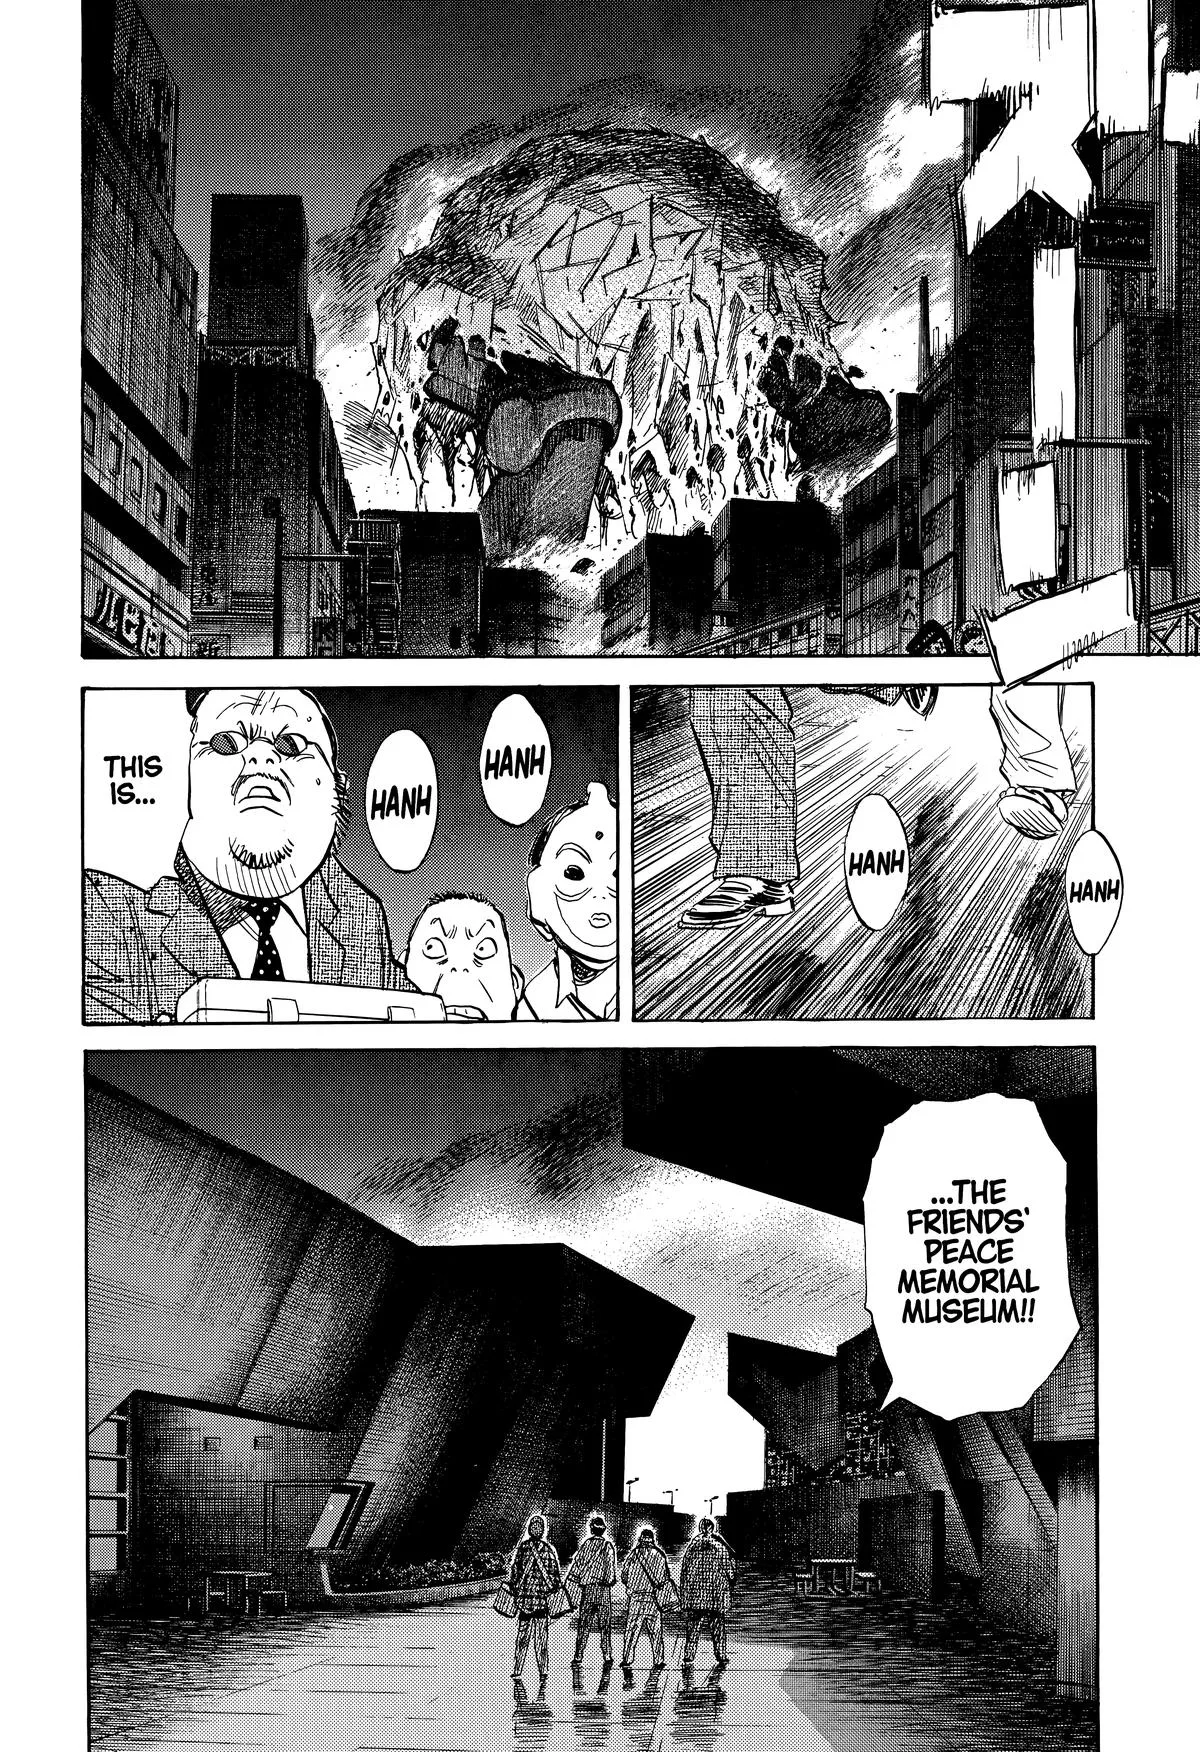 HANH
HANH
HANH
HANH
THIS
IS...
...THE
FRIENDS'
PEACE
MEMORIAL
MUSEUM!!